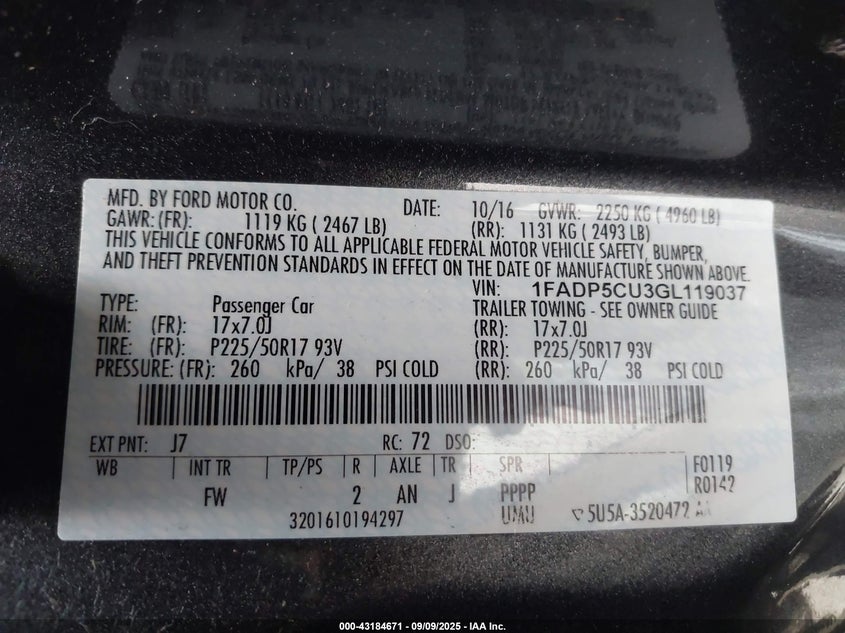 MFD. BY FORD MOTOR CO. DATE: 10/16 GVWR: 2250 KG ( 4960 LB)
GAWR: (FR): 1119 KG ( 2467 LB) (RR): 1131 KG ( 2493 LB)
THIS VEHICLE CONFORMS TO ALL APPLICABLE FEDERAL MOTOR VEHICLE SAFETY, BUMPER,
AND THEFT PREVENTION STANDARDS IN EFFECT ON THE DATE OF MANUFACTURE SHOWN ABOVE.
VIN: 1FADP5CU3GL119037
TYPE: Passenger Car TRAILER TOWING - SEE OWNER GUIDE
RIM: (FR): 17x7.0J (RR): 17x7.0J
TIRE: (FR): P225/50R17 93V (RR): P225/50R17 93V
PRESSURE: (FR): 260 kPa/ 38 PSI COLD (RR): 260 kPa/ 38 PSI COLD
EXT PNT: J7 RC: 72 DSO:
WB INT TR TP/PS R AXLE TR SPR F0119
FW 2 AN J PPPP R0142
3201610194297 UMU 5U5A-3520472 AA
000-43184671 - 09/09/2025 - IAA Inc.